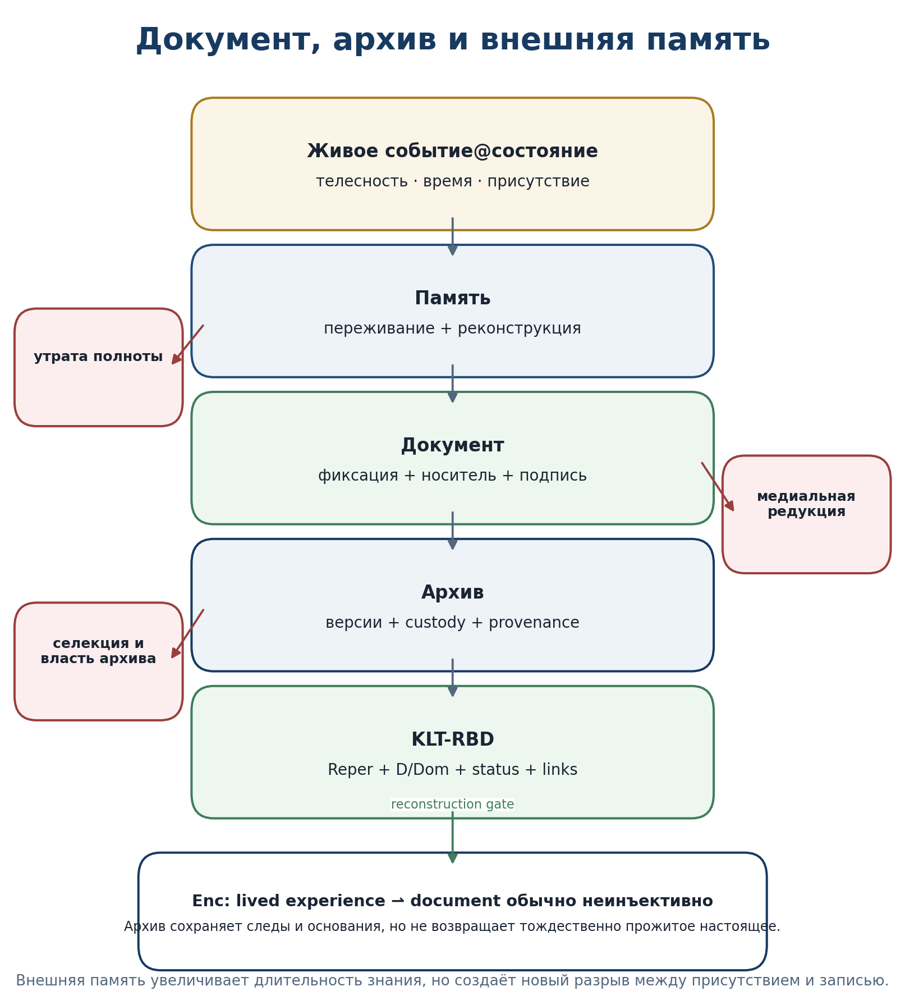 Документ, архив и внешняя память
Живое событие@состояние
телесность · время · присутствие
Память
переживание + реконструкция
утрата полноты
Документ
фиксация + носитель + подпись
медиальная
редукция
Архив
версии + custody + provenance
селекция и
власть архива
KLT-RBD
Reper + D/Dom + status + links
reconstruction gate
Enc: lived experience ⇀ document обычно неинъективно
Архив сохраняет следы и основания, но не возвращает тождественно прожитое настоящее.
Внешняя память увеличивает длительность знания, но создаёт новый разрыв между присутствием и записью.